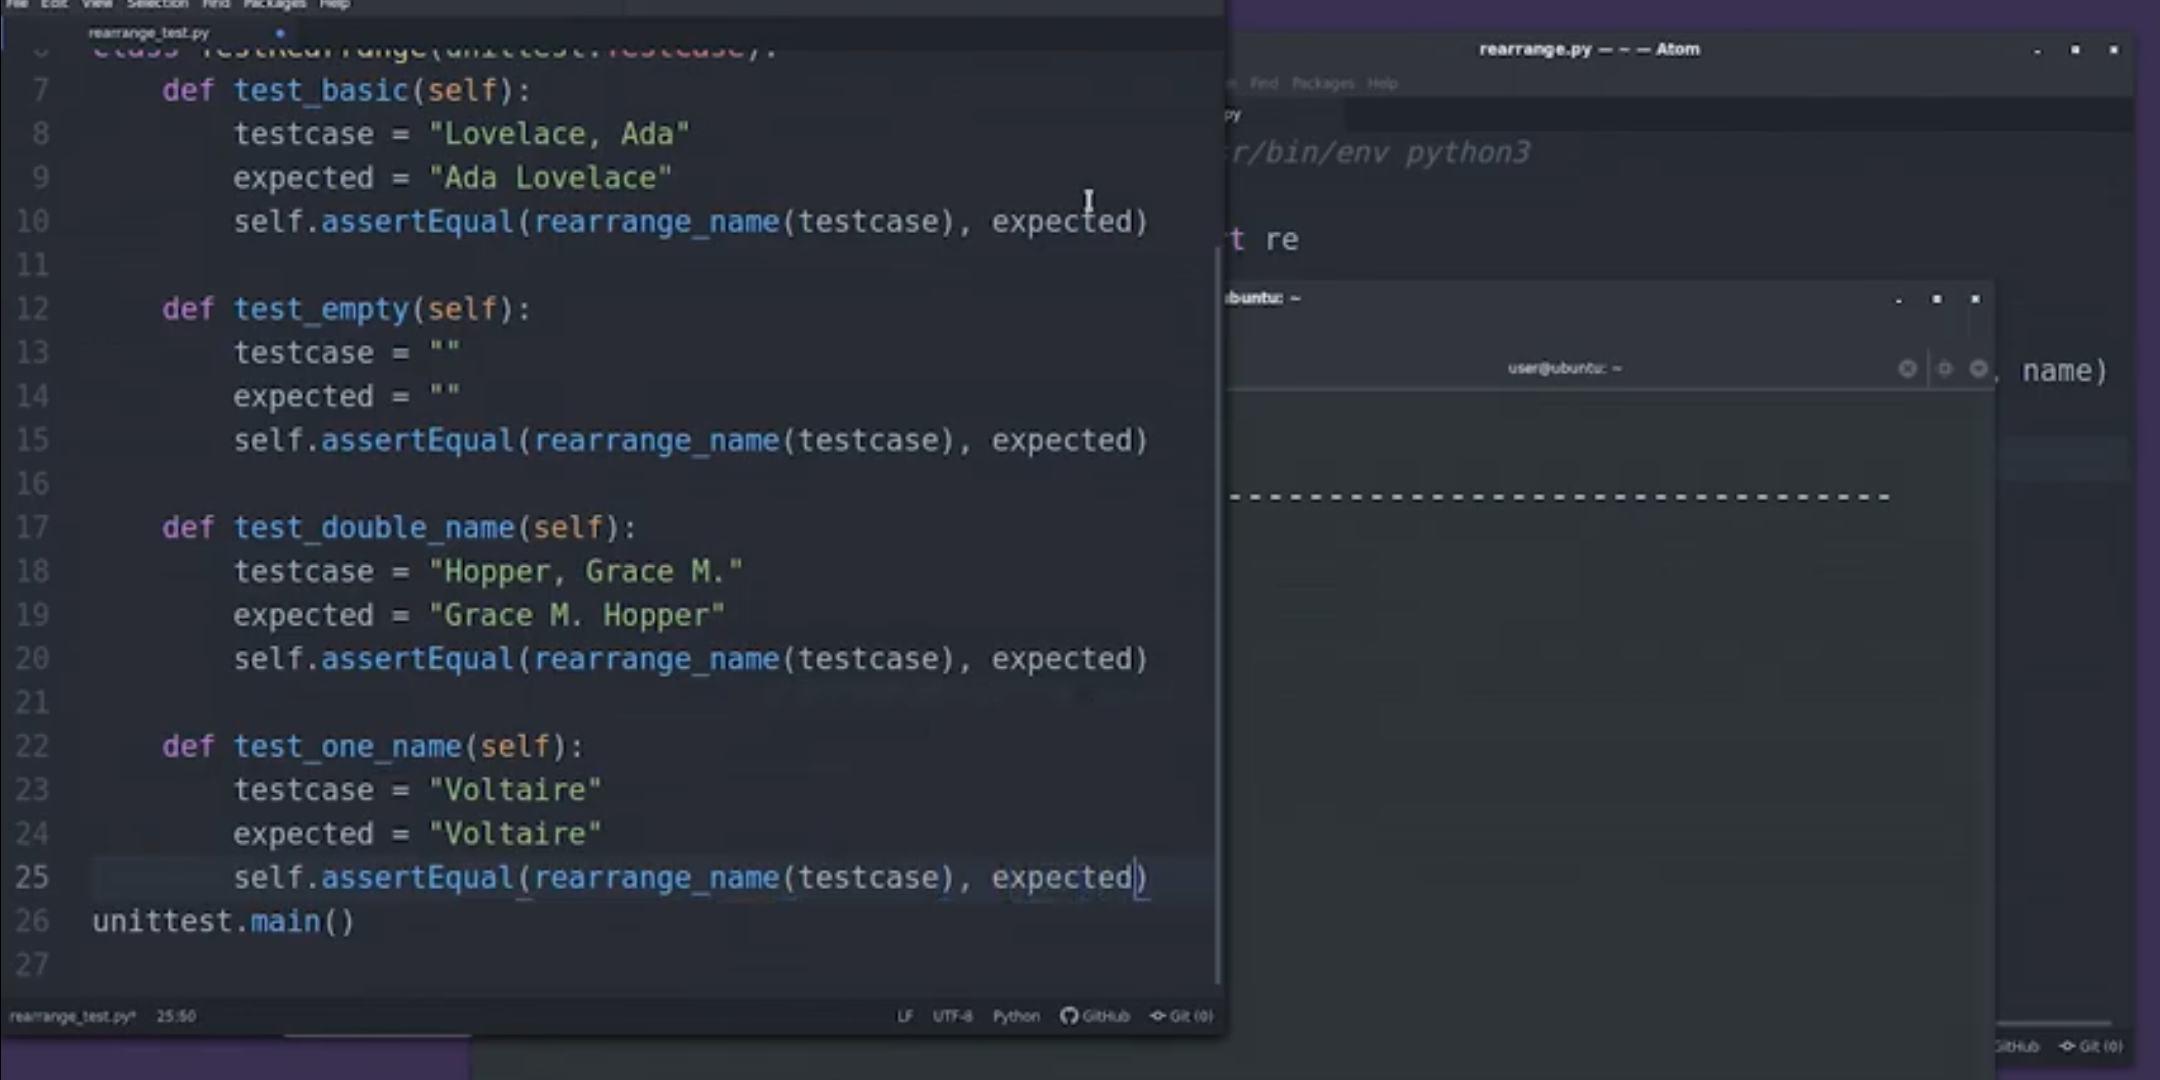 File Edit View Selection Find Packages Help
rearrange_test.py
6 class TestRearrange(unittest.TestCase):
7 def test_basic(self):
8 testcase = "Lovelace, Ada"
9 expected = "Ada Lovelace"
10 self.assertEqual(rearrange_name(testcase), expected)
11
12 def test_empty(self):
13 testcase = ""
14 expected = ""
15 self.assertEqual(rearrange_name(testcase), expected)
16
17 def test_double_name(self):
18 testcase = "Hopper, Grace M."
19 expected = "Grace M. Hopper"
20 self.assertEqual(rearrange_name(testcase), expected)
21
22 def test_one_name(self):
23 testcase = "Voltaire"
24 expected = "Voltaire"
25 self.assertEqual(rearrange_name(testcase), expected)
26 unittest.main()
27
rearrange_test.py* 25:50 LF UTF-8 Python GitHub Git (0)
rearrange.py — ~ — Atom
n Find Packages Help
py
r/bin/env python3
rt re
ubuntu: ~
user@ubuntu: ~
, name)
---------------------------------
GitHub Git (0)